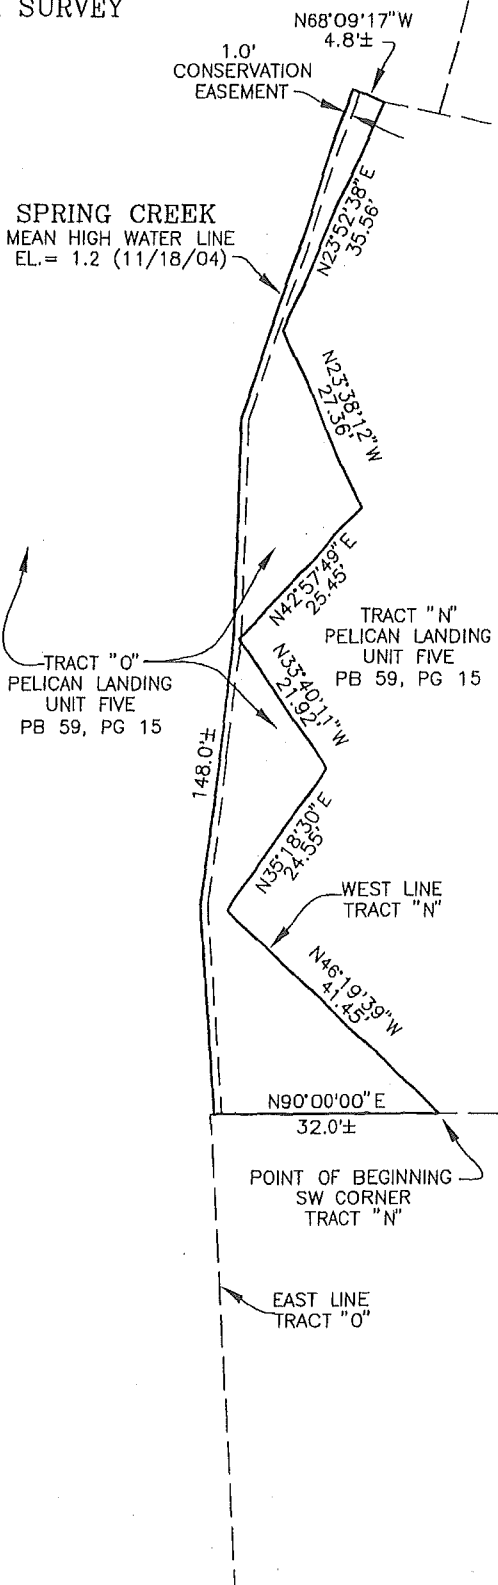 SURVEY
N68°09'17"W
4.8'±
1.0'
CONSERVATION
EASEMENT
SPRING CREEK
MEAN HIGH WATER LINE
EL.= 1.2 (11/18/04)
N23°52'38"E
35.56'
N23°38'12"W
27.36'
N42°57'49"E
25.45'
TRACT "N"
PELICAN LANDING
UNIT FIVE
PB 59, PG 15
TRACT "O"
PELICAN LANDING
UNIT FIVE
PB 59, PG 15
N33°40'11"W
21.92'
148.0'±
N35°18'30"E
24.55'
WEST LINE
TRACT "N"
N46°19'39"W
41.45'
N90°00'00"E
32.0'±
POINT OF BEGINNING
SW CORNER
TRACT "N"
EAST LINE
TRACT "O"